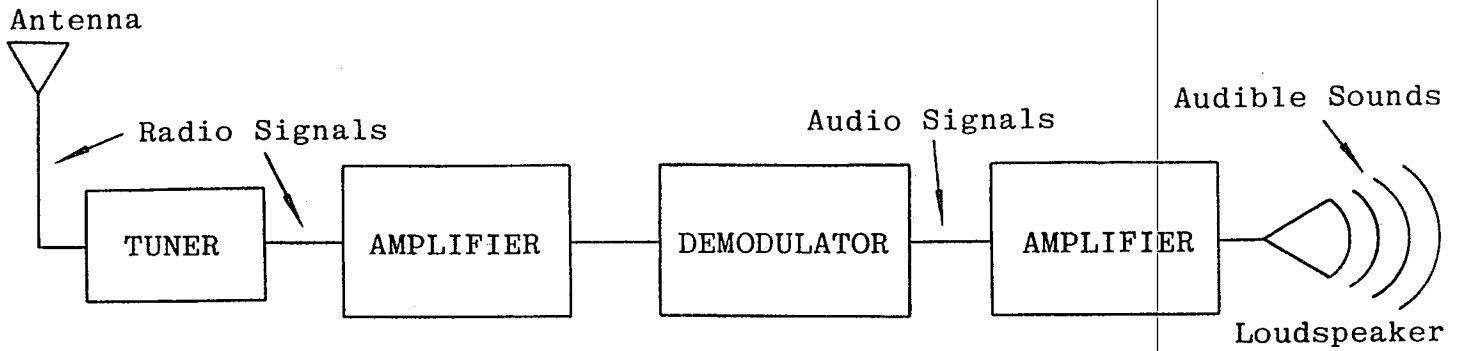 Antenna
Radio Signals
Audio Signals
Audible Sounds
TUNER
AMPLIFIER
DEMODULATOR
AMPLIFIER
Loudspeaker